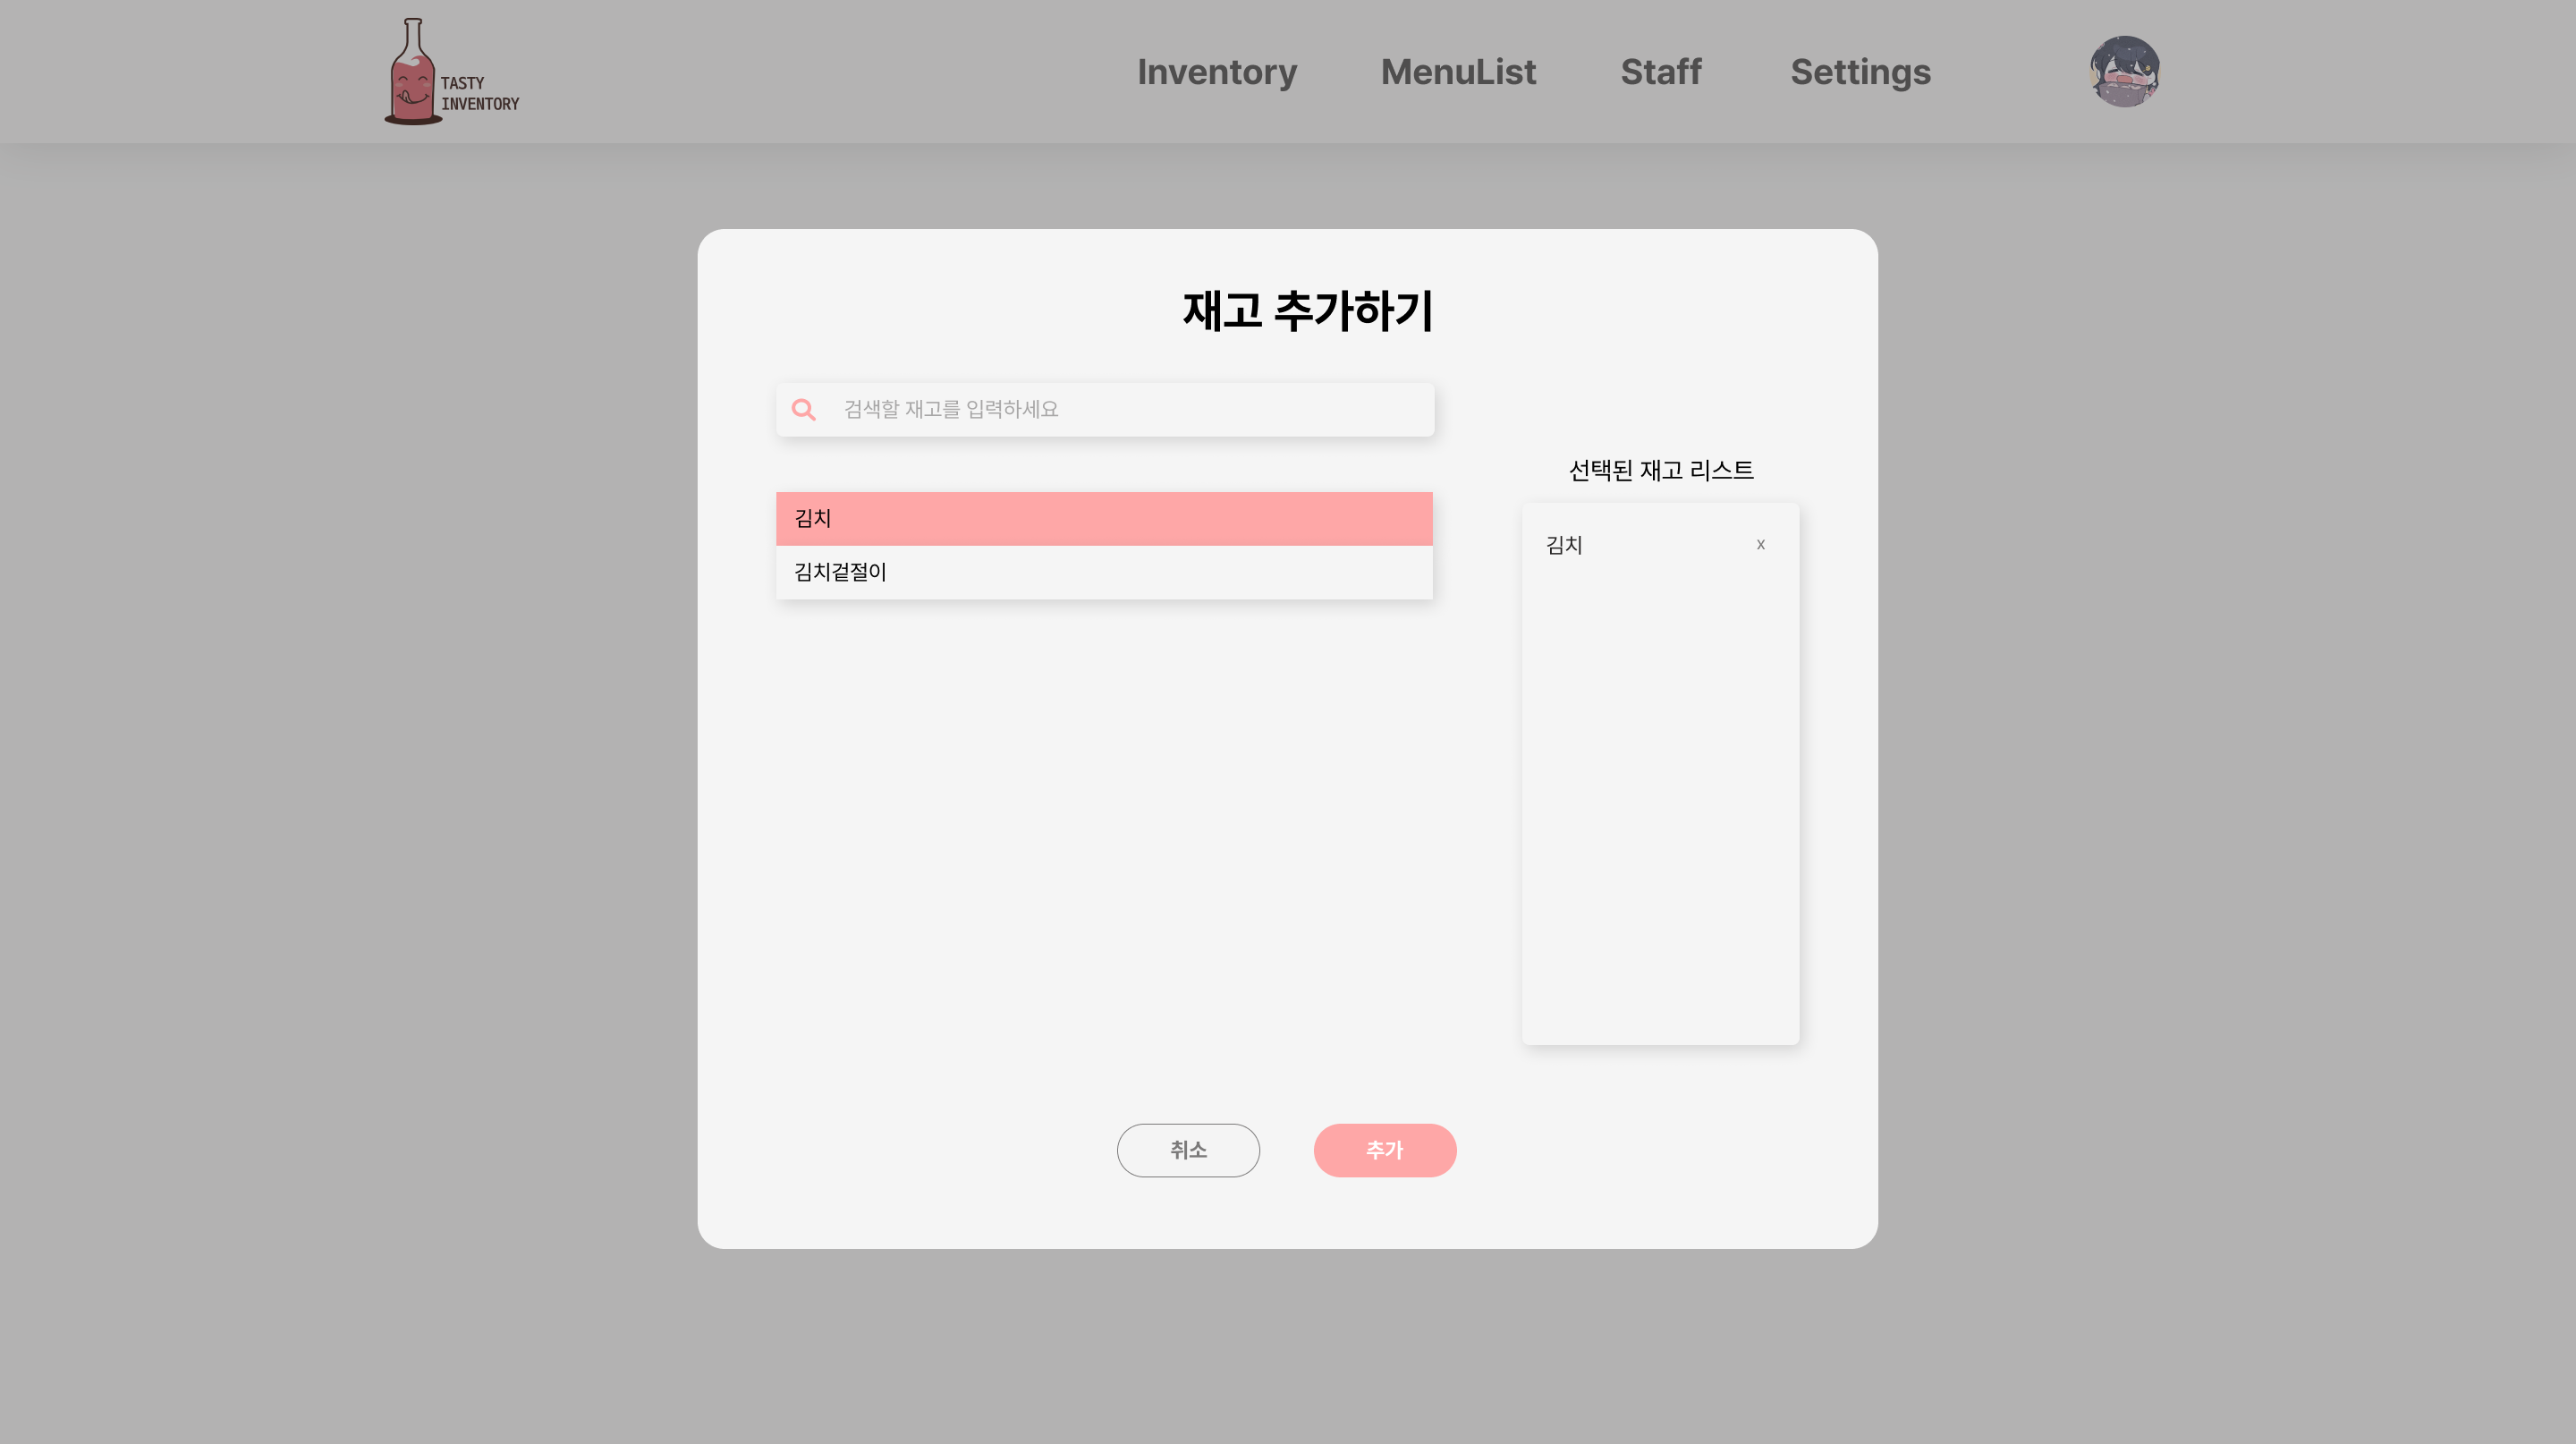 TASTY
INVENTORY
Inventory
MenuList
Staff
Settings
재고 추가하기
검색할 재고를 입력하세요
김치
김치겉절이
선택된 재고 리스트
김치 x
취소
추가